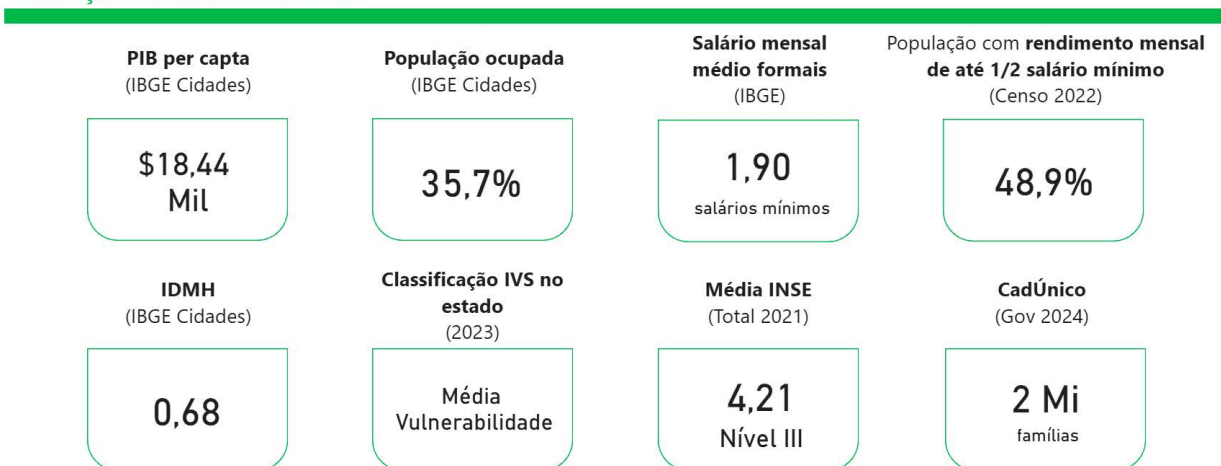 PIB per capta
(IBGE Cidades)
$18,44
Mil
População ocupada
(IBGE Cidades)
35,7%
Salário mensal
médio formais
(IBGE)
1,90
salários mínimos
População com rendimento mensal
de até 1/2 salário mínimo
(Censo 2022)
48,9%
IDMH
(IBGE Cidades)
0,68
Classificação IVS no
estado
(2023)
Média
Vulnerabilidade
Média INSE
(Total 2021)
4,21
Nível III
CadÚnico
(Gov 2024)
2 Mi
famílias